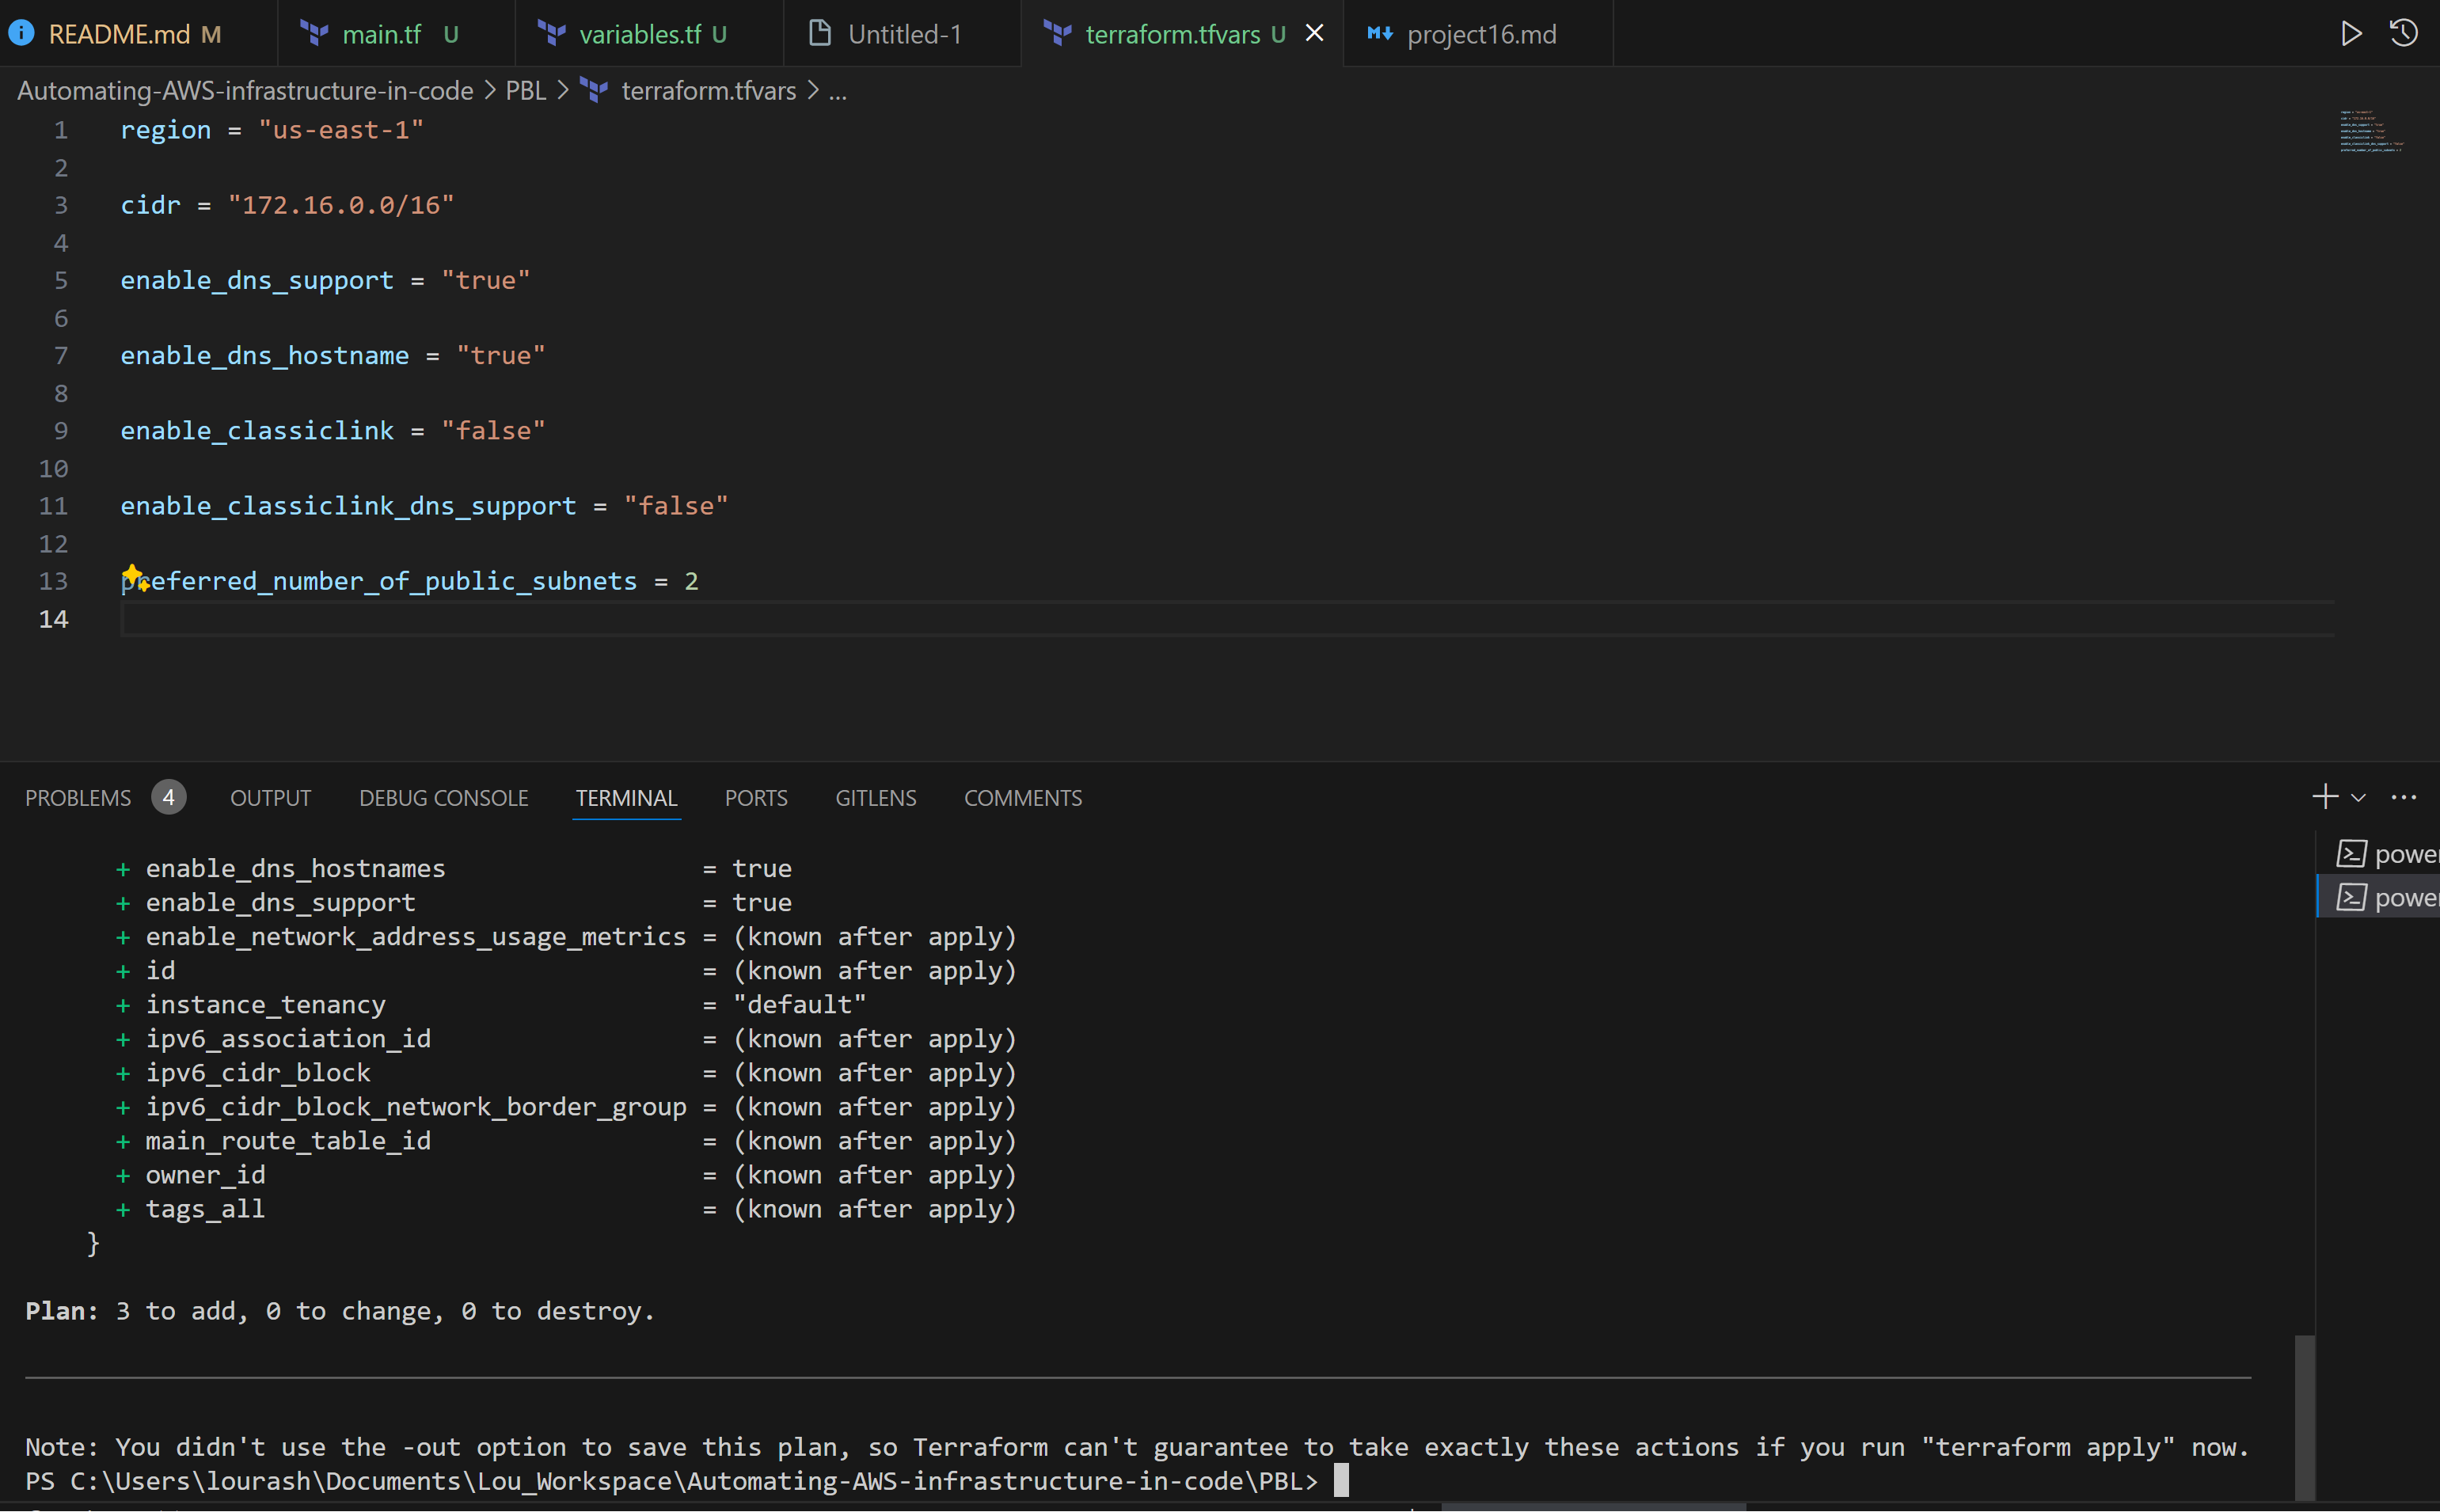 README.md M main.tf U variables.tf U Untitled-1 terraform.tfvars U project16.md
Automating-AWS-infrastructure-in-code > PBL > terraform.tfvars > ...
1 region = "us-east-1"
2
3 cidr = "172.16.0.0/16"
4
5 enable_dns_support = "true"
6
7 enable_dns_hostname = "true"
8
9 enable_classiclink = "false"
10
11 enable_classiclink_dns_support = "false"
12
13 preferred_number_of_public_subnets = 2
14
PROBLEMS 4 OUTPUT DEBUG CONSOLE TERMINAL PORTS GITLENS COMMENTS
+ enable_dns_hostnames = true
+ enable_dns_support = true
+ enable_network_address_usage_metrics = (known after apply)
+ id = (known after apply)
+ instance_tenancy = "default"
+ ipv6_association_id = (known after apply)
+ ipv6_cidr_block = (known after apply)
+ ipv6_cidr_block_network_border_group = (known after apply)
+ main_route_table_id = (known after apply)
+ owner_id = (known after apply)
+ tags_all = (known after apply)
}
Plan: 3 to add, 0 to change, 0 to destroy.
Note: You didn't use the -out option to save this plan, so Terraform can't guarantee to take exactly these actions if you run "terraform apply" now.
PS C:\Users\lourash\Documents\Lou_Workspace\Automating-AWS-infrastructure-in-code\PBL>
power
power